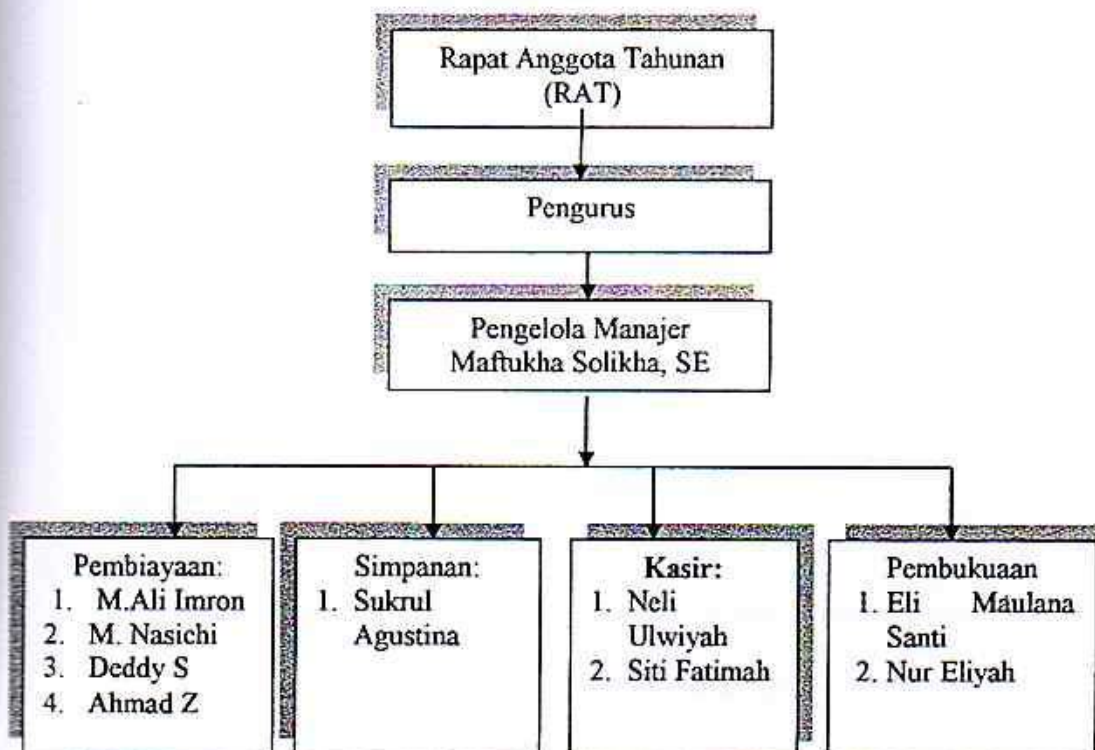 Rapat Anggota Tahunan
(RAT)
Pengurus
Pengelola Manajer
Maftukha Solikha, SE
Pembiayaan:
1. M.Ali Imron
2. M. Nasichi
3. Deddy S
4. Ahmad Z
Simpanan:
1. Sukrul
Agustina
Kasir:
1. Neli
Ulwiyah
2. Siti Fatimah
Pembukuaan
1. Eli Maulana
Santi
2. Nur Eliyah